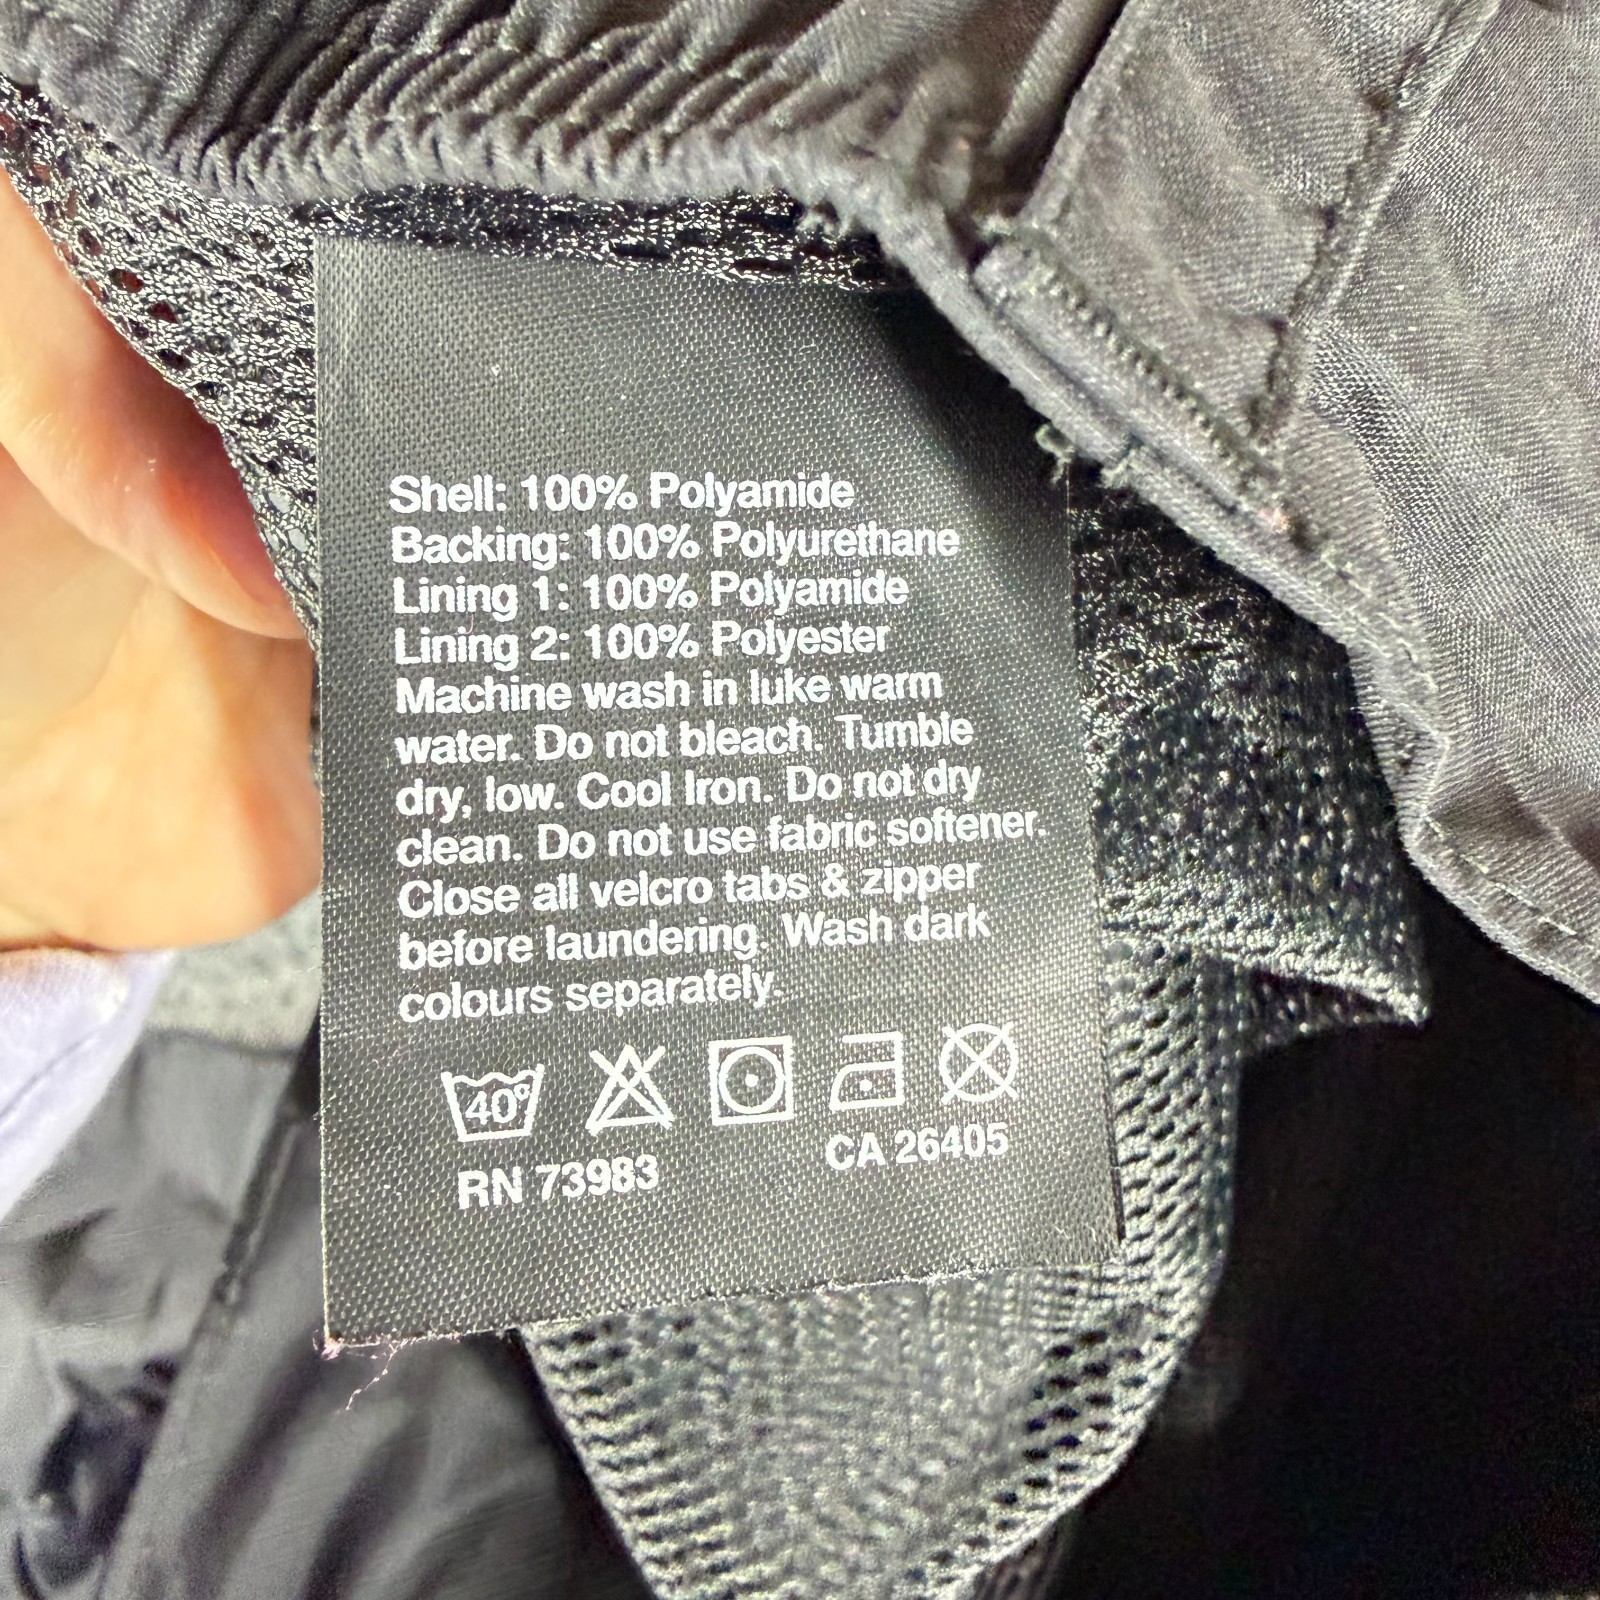 Shell: 100% Polyamide
Backing: 100% Polyurethane
Lining 1: 100% Polyamide
Lining 2: 100% Polyester
Machine wash in luke warm
water. Do not bleach. Tumble
dry, low. Cool Iron. Do not dry
clean. Do not use fabric softener.
Close all velcro tabs & zipper
before laundering. Wash dark
colours separately.
40°
RN 73983 CA 26405